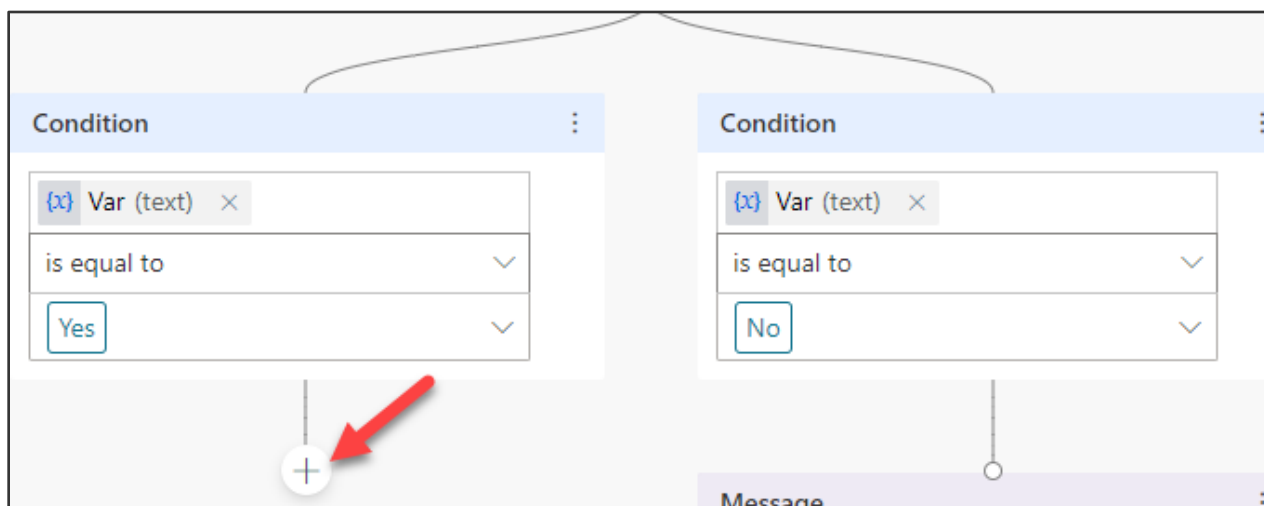 Condition
{x} Var (text) ×
is equal to
Yes
Condition
{x} Var (text) ×
is equal to
No
Message